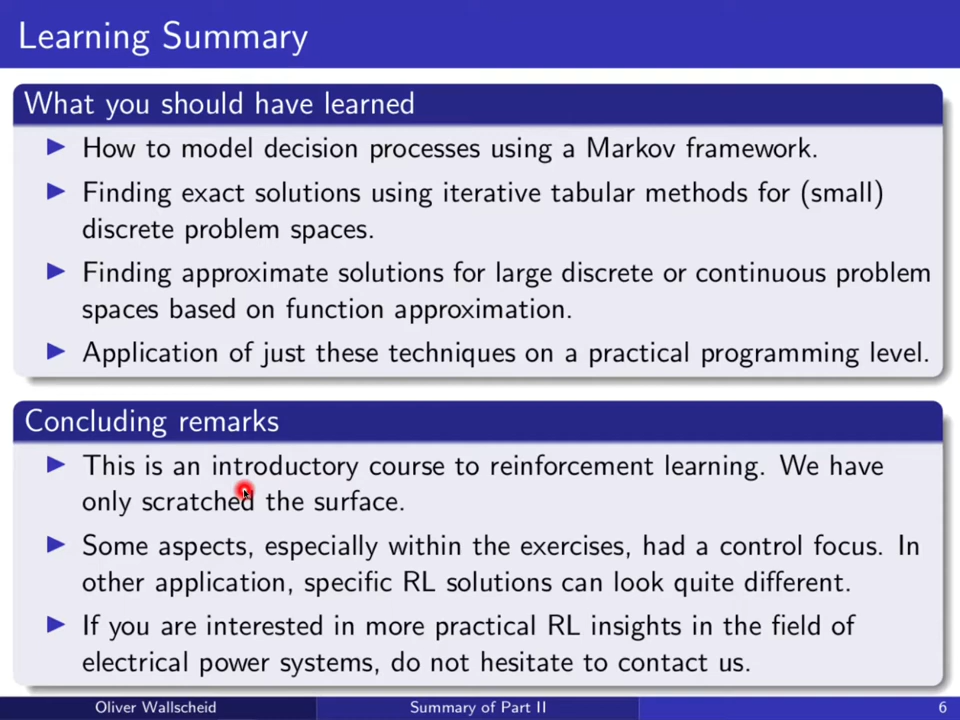 Learning Summary
What you should have learned
▶ How to model decision processes using a Markov framework.
▶ Finding exact solutions using iterative tabular methods for (small)
discrete problem spaces.
▶ Finding approximate solutions for large discrete or continuous problem
spaces based on function approximation.
▶ Application of just these techniques on a practical programming level.
Concluding remarks
▶ This is an introductory course to reinforcement learning. We have
only scratched the surface.
▶ Some aspects, especially within the exercises, had a control focus. In
other application, specific RL solutions can look quite different.
▶ If you are interested in more practical RL insights in the field of
electrical power systems, do not hesitate to contact us.
Oliver Wallscheid Summary of Part II 6